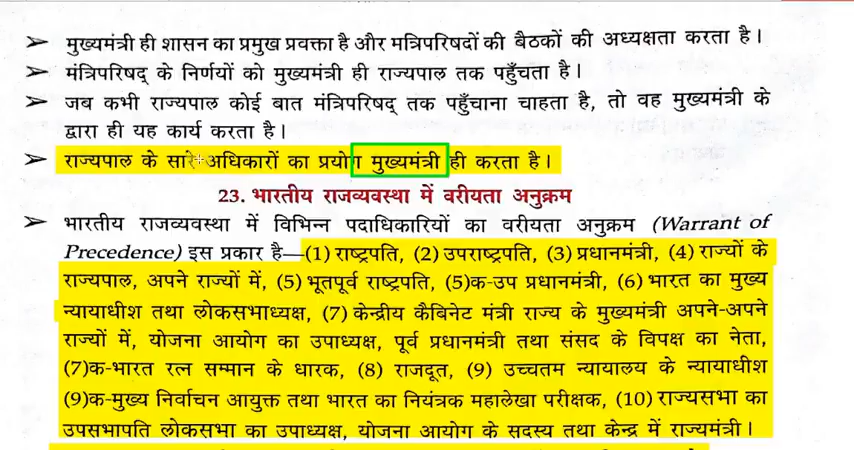 ➢ मुख्यमंत्री ही शासन का प्रमुख प्रवक्ता है और मत्रिपरिषदों की बैठकों की अध्यक्षता करता है।
➢ मंत्रिपरिषद् के निर्णयों को मुख्यमंत्री ही राज्यपाल तक पहुँचता है।
➢ जब कभी राज्यपाल कोई बात मंत्रिपरिषद् तक पहुँचाना चाहता है, तो वह मुख्यमंत्री के
द्वारा ही यह कार्य करता है।
➢ राज्यपाल के सारे अधिकारों का प्रयोग मुख्यमंत्री ही करता है।
23. भारतीय राजव्यवस्था में वरीयता अनुक्रम
➢ भारतीय राजव्यवस्था में विभिन्न पदाधिकारियों का वरीयता अनुक्रम (Warrant of
Precedence) इस प्रकार है—(1) राष्ट्रपति, (2) उपराष्ट्रपति, (3) प्रधानमंत्री, (4) राज्यों के
राज्यपाल, अपने राज्यों में, (5) भूतपूर्व राष्ट्रपति, (5)क-उप प्रधानमंत्री, (6) भारत का मुख्य
न्यायाधीश तथा लोकसभाध्यक्ष, (7) केन्द्रीय कैबिनेट मंत्री राज्य के मुख्यमंत्री अपने-अपने
राज्यों में, योजना आयोग का उपाध्यक्ष, पूर्व प्रधानमंत्री तथा संसद के विपक्ष का नेता,
(7)क-भारत रत्न सम्मान के धारक, (8) राजदूत, (9) उच्चतम न्यायालय के न्यायाधीश
(9)क-मुख्य निर्वाचन आयुक्त तथा भारत का नियंत्रक महालेखा परीक्षक, (10) राज्यसभा का
उपसभापति लोकसभा का उपाध्यक्ष, योजना आयोग के सदस्य तथा केन्द्र में राज्यमंत्री।